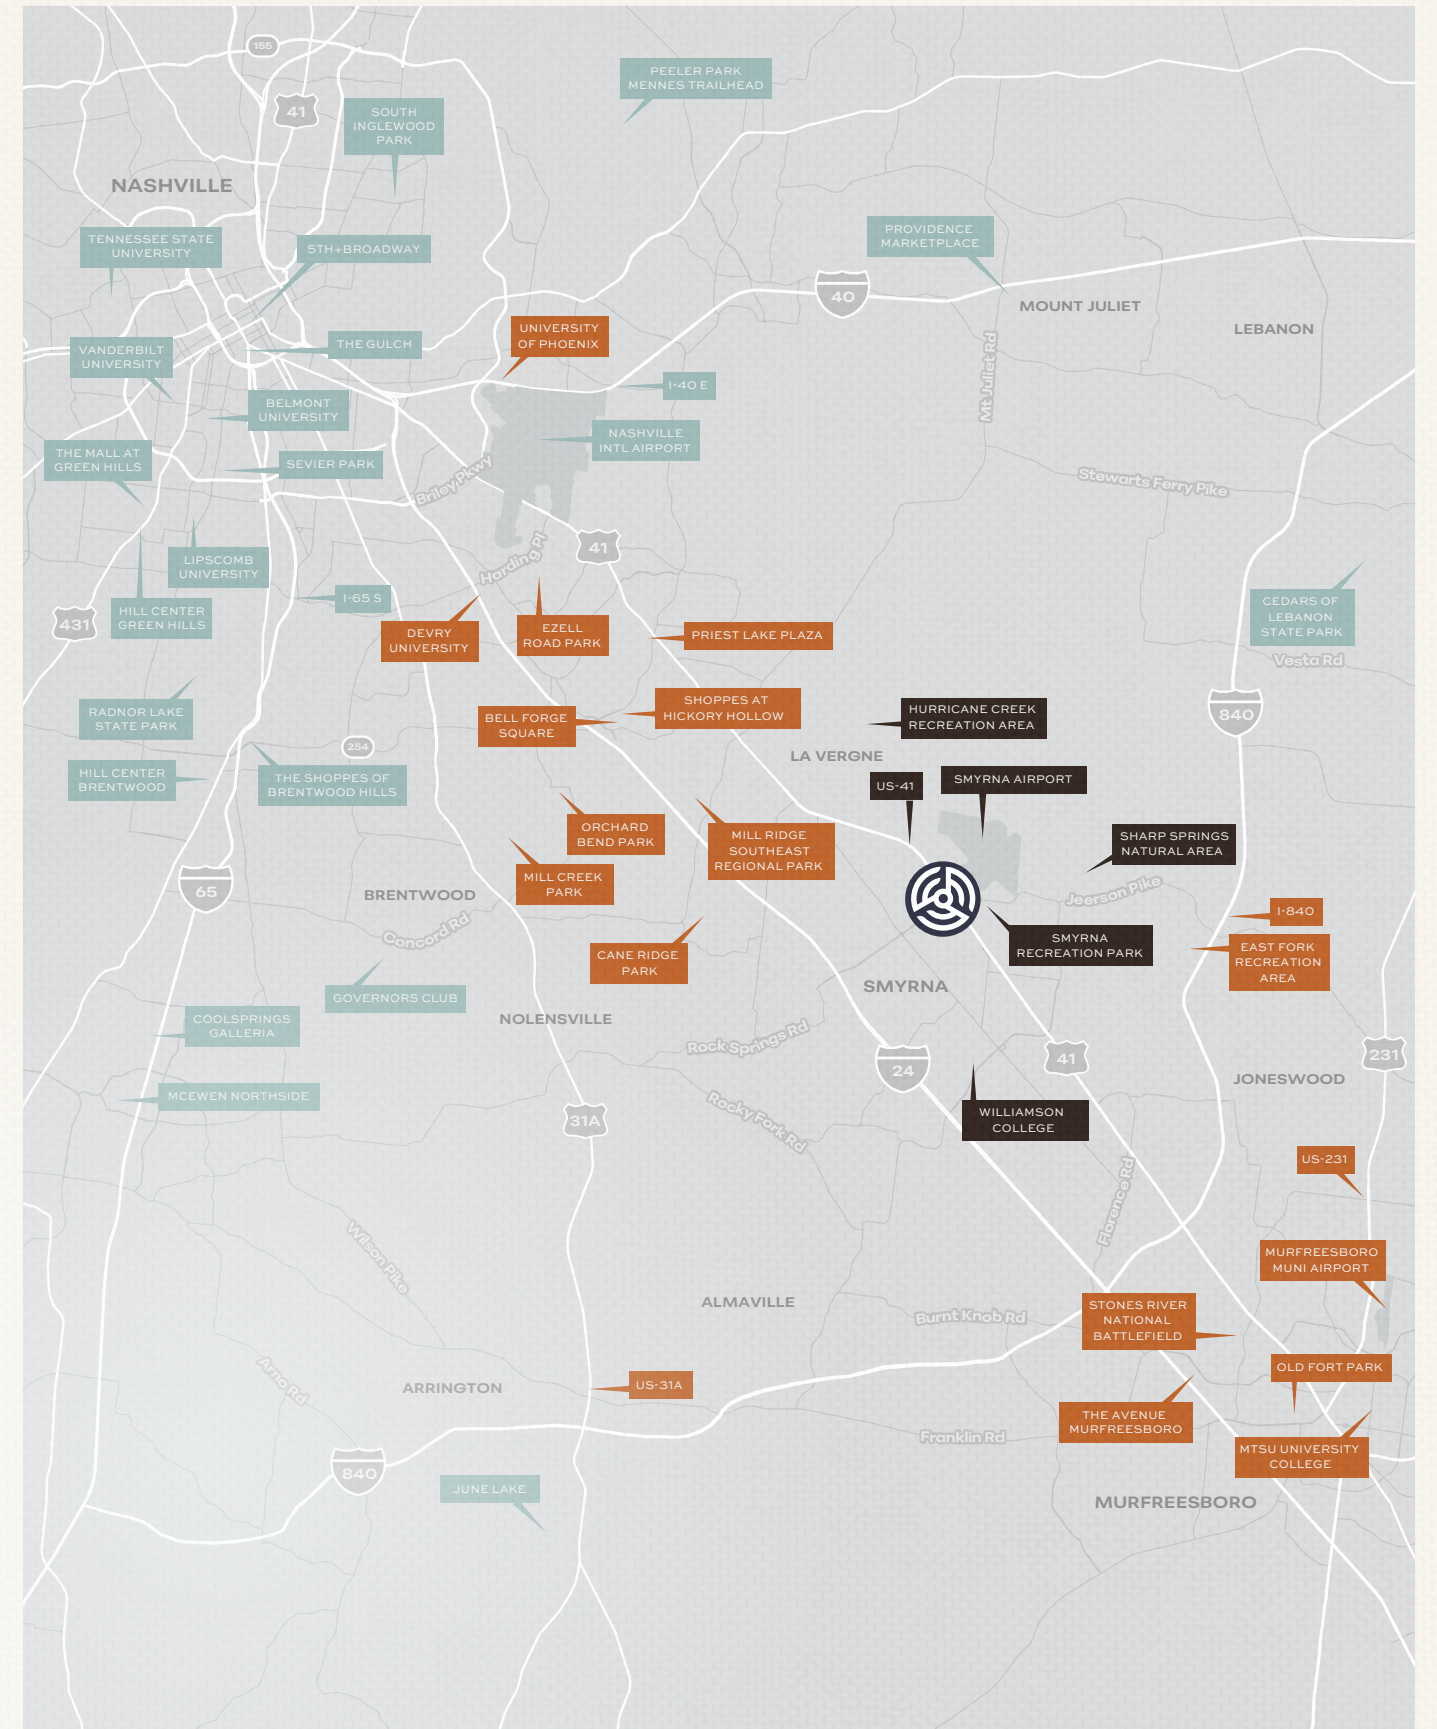 155
PEELER PARK
MENNES TRAILHEAD
41
SOUTH
INGLEWOOD
PARK
NASHVILLE
TENNESSEE STATE
UNIVERSITY
5TH+BROADWAY
PROVIDENCE
MARKETPLACE
40
MOUNT JULIET
LEBANON
UNIVERSITY
OF PHOENIX
THE GULCH
VANDERBILT
UNIVERSITY
Mt Juliet Rd
I-40 E
BELMONT
UNIVERSITY
NASHVILLE
INTL AIRPORT
THE MALL AT
GREEN HILLS
SEVIER PARK
Briley Pkwy
Stewarts Ferry Pike
41
Harding Pl
LIPSCOMB
UNIVERSITY
I-65 S
HILL CENTER
GREEN HILLS
431
CEDARS OF
LEBANON
STATE PARK
DEVRY
UNIVERSITY
EZELL
ROAD PARK
PRIEST LAKE PLAZA
Vesta Rd
RADNOR LAKE
STATE PARK
BELL FORGE
SQUARE
SHOPPES AT
HICKORY HOLLOW
HURRICANE CREEK
RECREATION AREA
840
254
LA VERGNE
HILL CENTER
BRENTWOOD
THE SHOPPES OF
BRENTWOOD HILLS
US-41
SMYRNA AIRPORT
ORCHARD
BEND PARK
MILL RIDGE
SOUTHEAST
REGIONAL PARK
SHARP SPRINGS
NATURAL AREA
65
BRENTWOOD
MILL CREEK
PARK
Jeerson Pike
I-840
Concord Rd
CANE RIDGE
PARK
SMYRNA
RECREATION PARK
EAST FORK
RECREATION
AREA
SMYRNA
GOVERNORS CLUB
COOLSPRINGS
GALLERIA
NOLENSVILLE
Rock Springs Rd
24
41
231
JONESWOOD
MCEWEN NORTHSIDE
31A
Rocky Fork Rd
WILLIAMSON
COLLEGE
US-231
Florence Rd
Wilson Pike
MURFREESBORO
MUNI AIRPORT
ALMAVILLE
Burnt Knob Rd
STONES RIVER
NATIONAL
BATTLEFIELD
OLD FORT PARK
Arno Rd
ARRINGTON
US-31A
THE AVENUE
MURFREESBORO
Franklin Rd
MTSU UNIVERSITY
COLLEGE
840
JUNE LAKE
MURFREESBORO